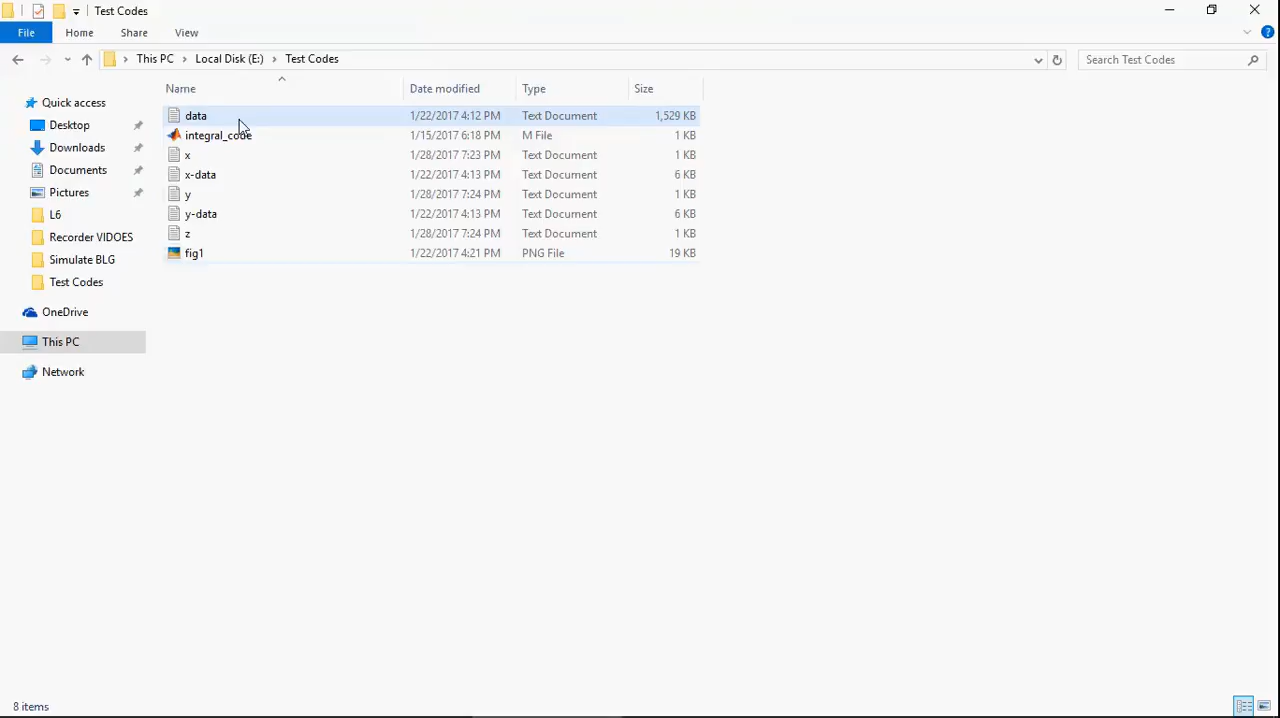 Test Codes
File Home Share View
This PC Local Disk (E:) Test Codes Search Test Codes
Name Date modified Type Size
Quick access
Desktop
Downloads
Documents
Pictures
L6
Recorder VIDOES
Simulate BLG
Test Codes
OneDrive
This PC
Network
data 1/22/2017 4:12 PM Text Document 1,529 KB
integral_code 1/15/2017 6:18 PM M File 1 KB
x 1/28/2017 7:23 PM Text Document 1 KB
x-data 1/22/2017 4:13 PM Text Document 6 KB
y 1/28/2017 7:24 PM Text Document 1 KB
y-data 1/22/2017 4:13 PM Text Document 6 KB
z 1/28/2017 7:24 PM Text Document 1 KB
fig1 1/22/2017 4:21 PM PNG File 19 KB
8 items